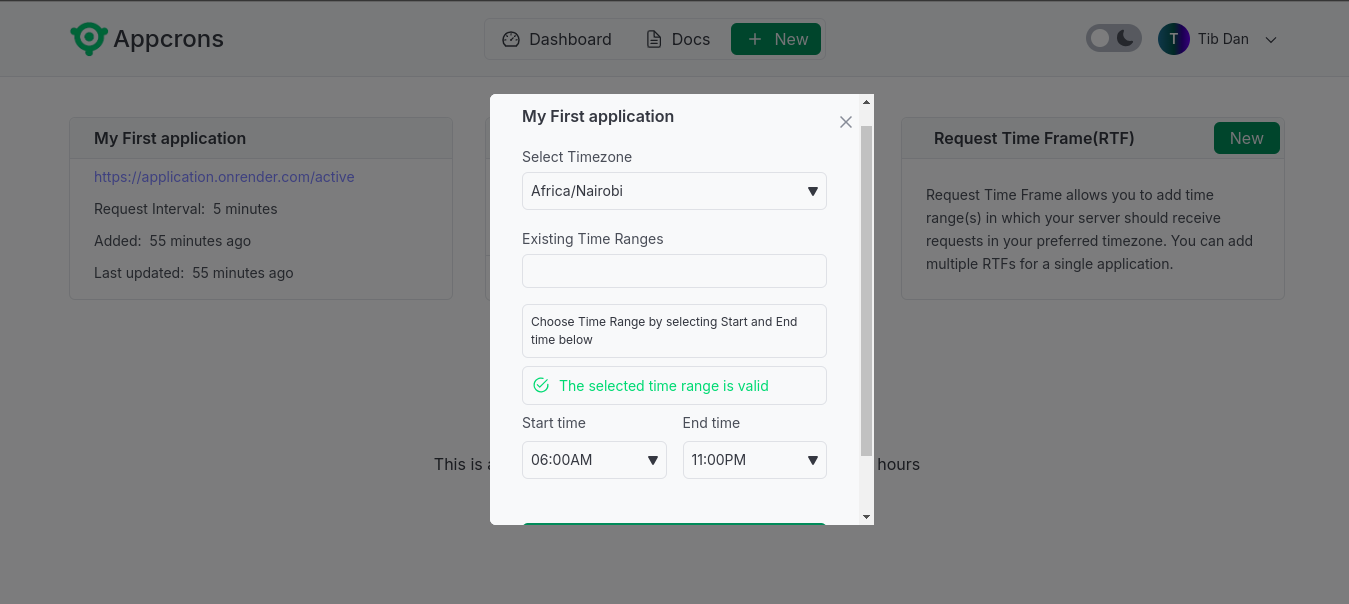 Appcrons
Dashboard
Docs
New
T
Tib Dan
My First application
https://application.onrender.com/active
Request Interval: 5 minutes
Added: 55 minutes ago
Last updated: 55 minutes ago
My First application
Select Timezone
Africa/Nairobi
Existing Time Ranges
Choose Time Range by selecting Start and End
time below
The selected time range is valid
Start time
End time
06:00AM
11:00PM
Request Time Frame(RTF)
New
Request Time Frame allows you to add time
range(s) in which your server should receive
requests in your preferred timezone. You can add
multiple RTFs for a single application.
This is
hours